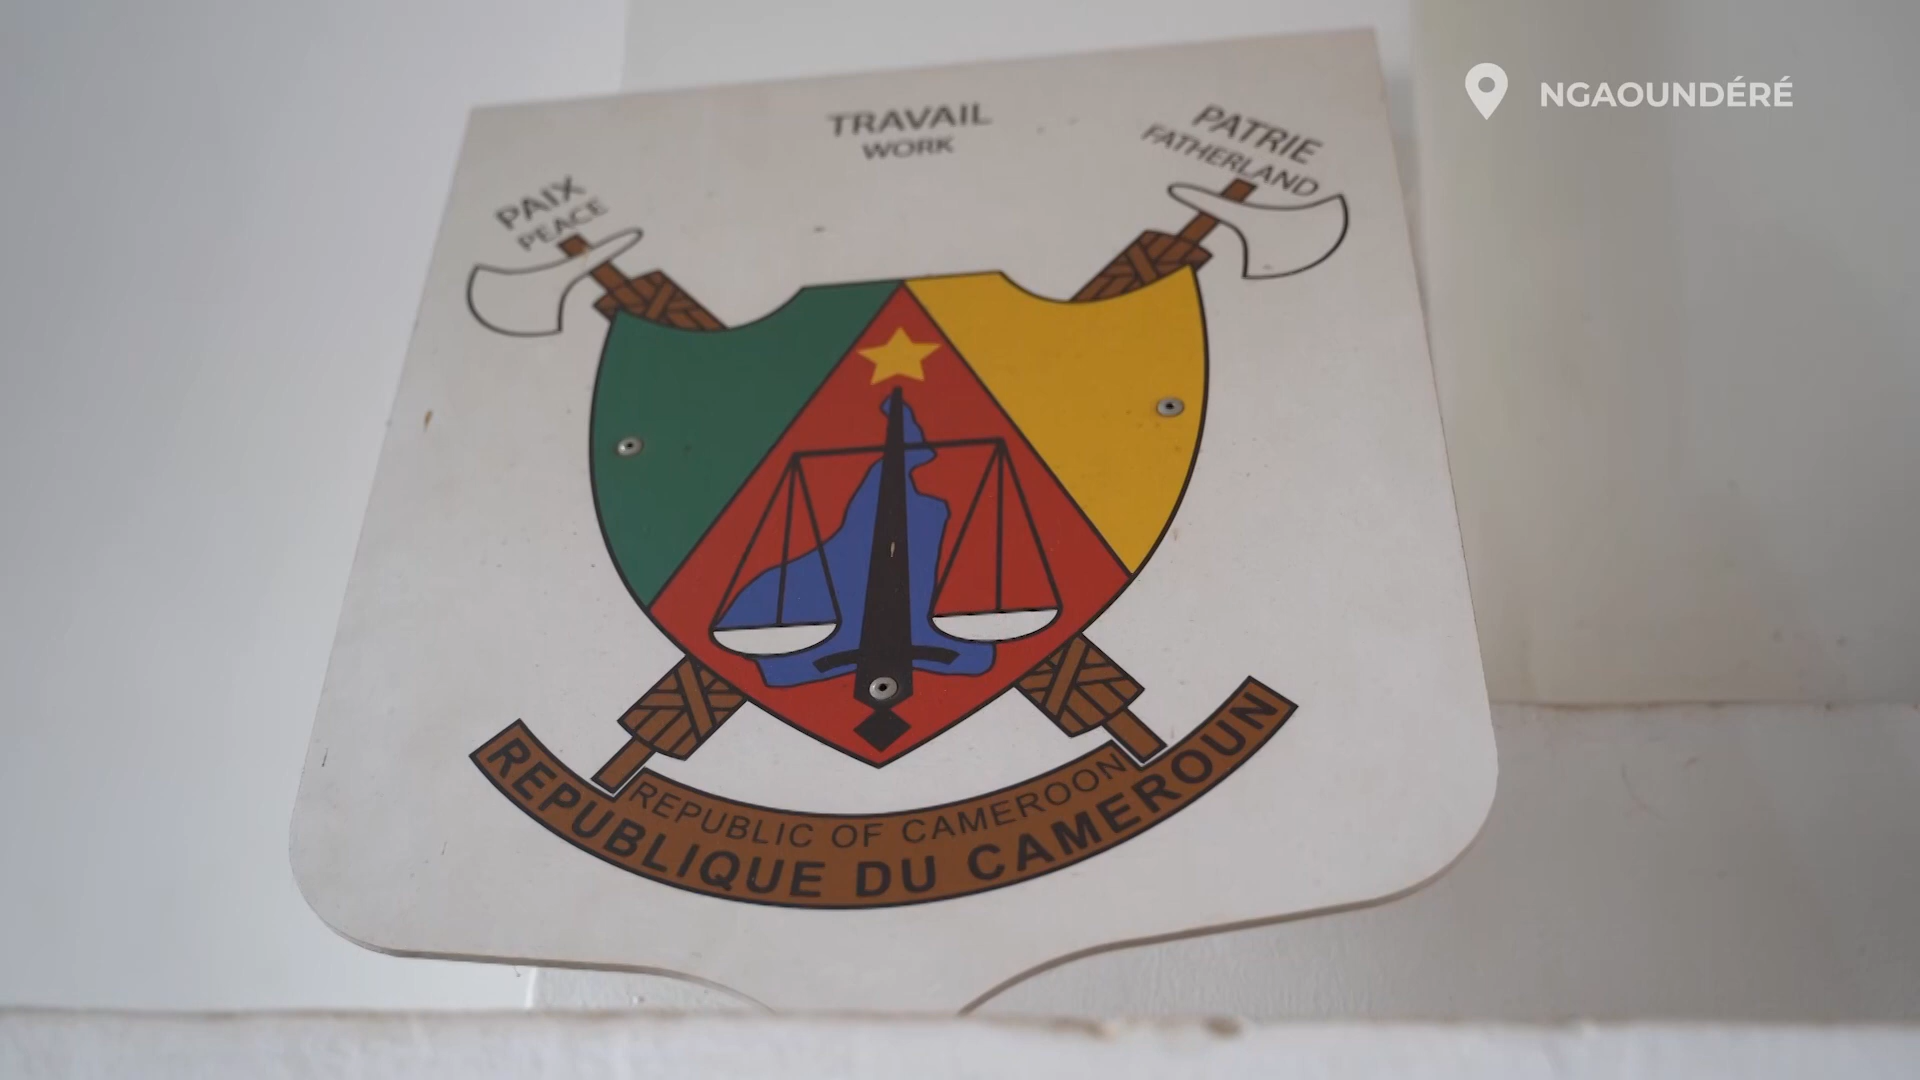 NGAOUNDÉRÉ
TRAVAIL
WORK
PATRIE
FATHERLAND
PAIX
PEACE
REPUBLIC OF CAMEROON
REPUBLIQUE DU CAMEROUN